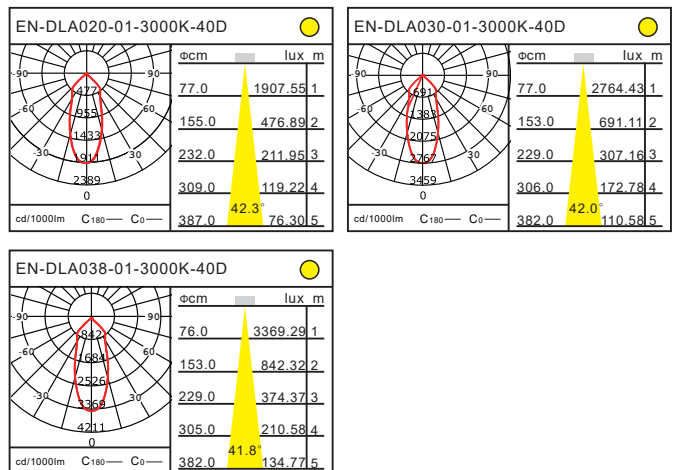 EN-DLA020-01-3000K-40D
Φcm lux m
-90 90
477
77.0 1907.55 1
955
-60 60
155.0 476.89 2
1433
-30 30
1911
232.0 211.95 3
2389
309.0 119.22 4
0
42.3°
cd/1000lm C180— C0—
387.0 76.30 5
EN-DLA030-01-3000K-40D
Φcm lux m
-90 90
691
77.0 2764.43 1
1383
-60 60
153.0 691.11 2
2075
-30 30
2767
229.0 307.16 3
3459
306.0 172.78 4
0
42.0°
cd/1000lm C180— C0—
382.0 110.58 5
EN-DLA038-01-3000K-40D
Φcm lux m
-90 90
842
76.0 3369.29 1
1684
-60 60
153.0 842.32 2
2526
-30 30
3369
229.0 374.37 3
4211
305.0 210.58 4
0
41.8°
cd/1000lm C180— C0—
382.0 134.77 5